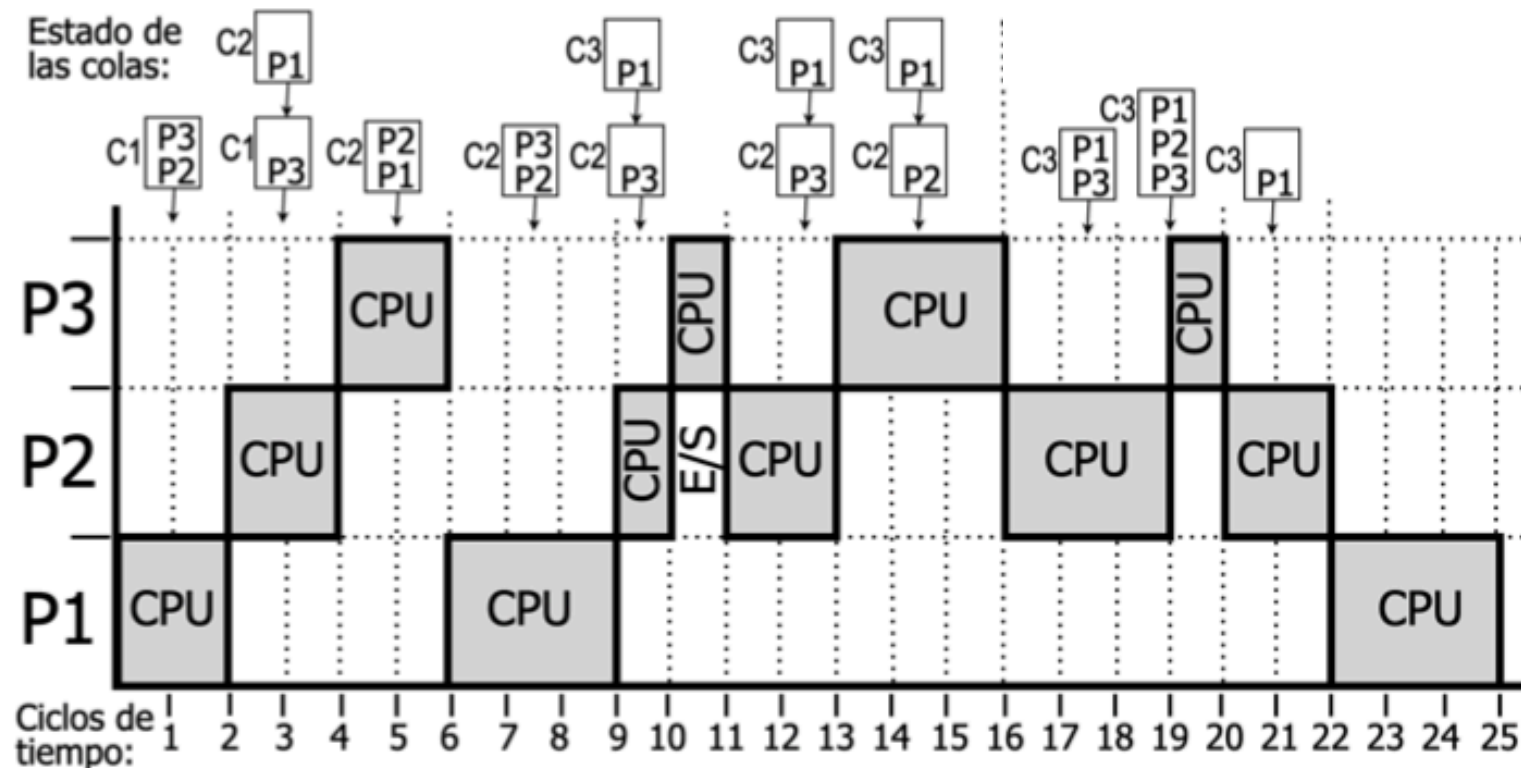 Estado de
las colas:
C1 P3
P2
C2 P1
C1 P3
C2 P2
P1
C2 P3
P2
C3 P1
C2 P3
C3 P1
C2 P3
C3 P1
C2 P2
C3 P1
P3
C3 P1
P2
P3
C3 P1
P3 CPU CPU CPU CPU
P2 CPU CPU E/S CPU CPU CPU
P1 CPU CPU CPU
Ciclos de
tiempo: 1 2 3 4 5 6 7 8 9 10 11 12 13 14 15 16 17 18 19 20 21 22 23 24 25